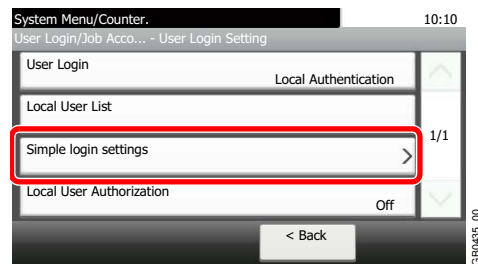 System Menu/Counter.
10:10
User Login/Job Acco... - User Login Setting
User Login
Local Authentication
Local User List
1/1
Simple login settings
>
Local User Authorization
Off
< Back
GB0435_00